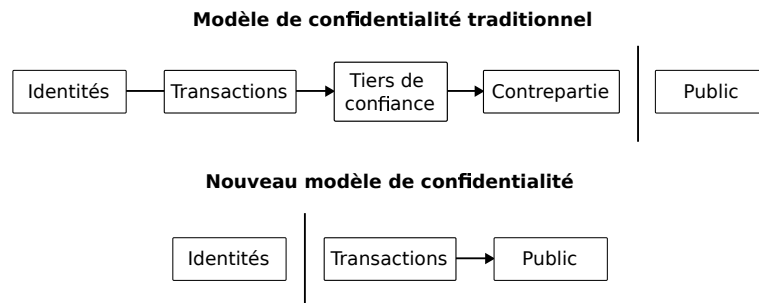 Modèle de confidentialité traditionnel
Identités
Transactions
Tiers de
confiance
Contrepartie
Public
Nouveau modèle de confidentialité
Identités
Transactions
Public